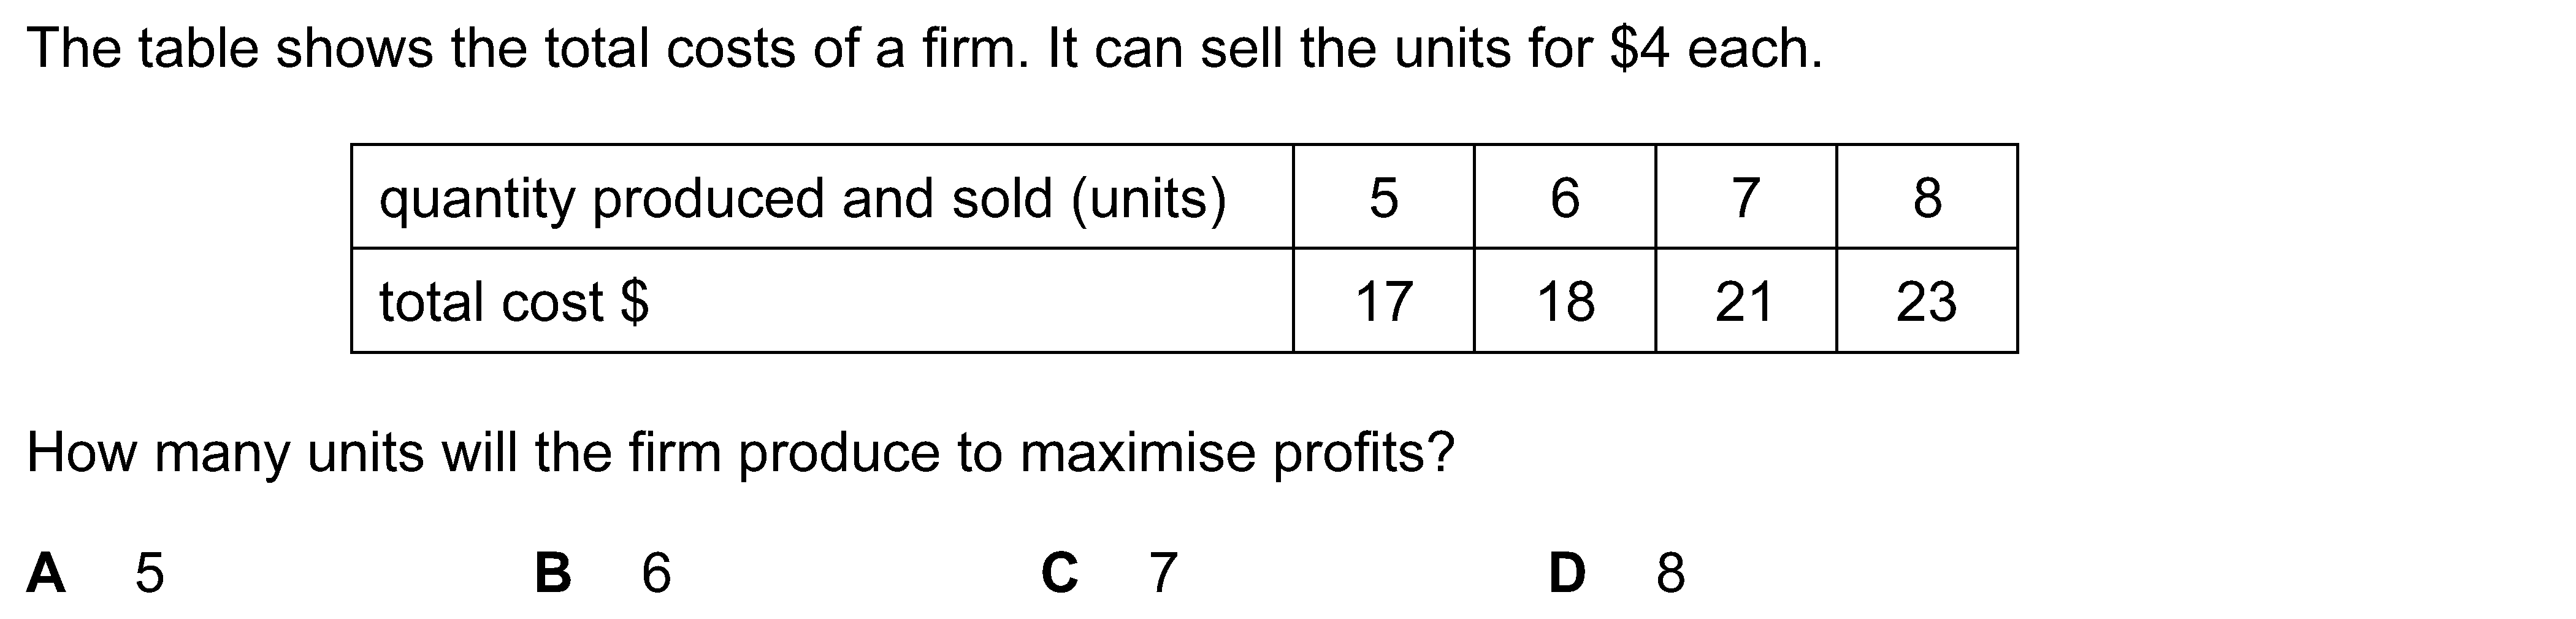 The table shows the total costs of a firm. It can sell the units for $4 each.
quantity produced and sold (units) 5 6 7 8
total cost $ 17 18 21 23
How many units will the firm produce to maximise profits?
A 5 B 6 C 7 D 8